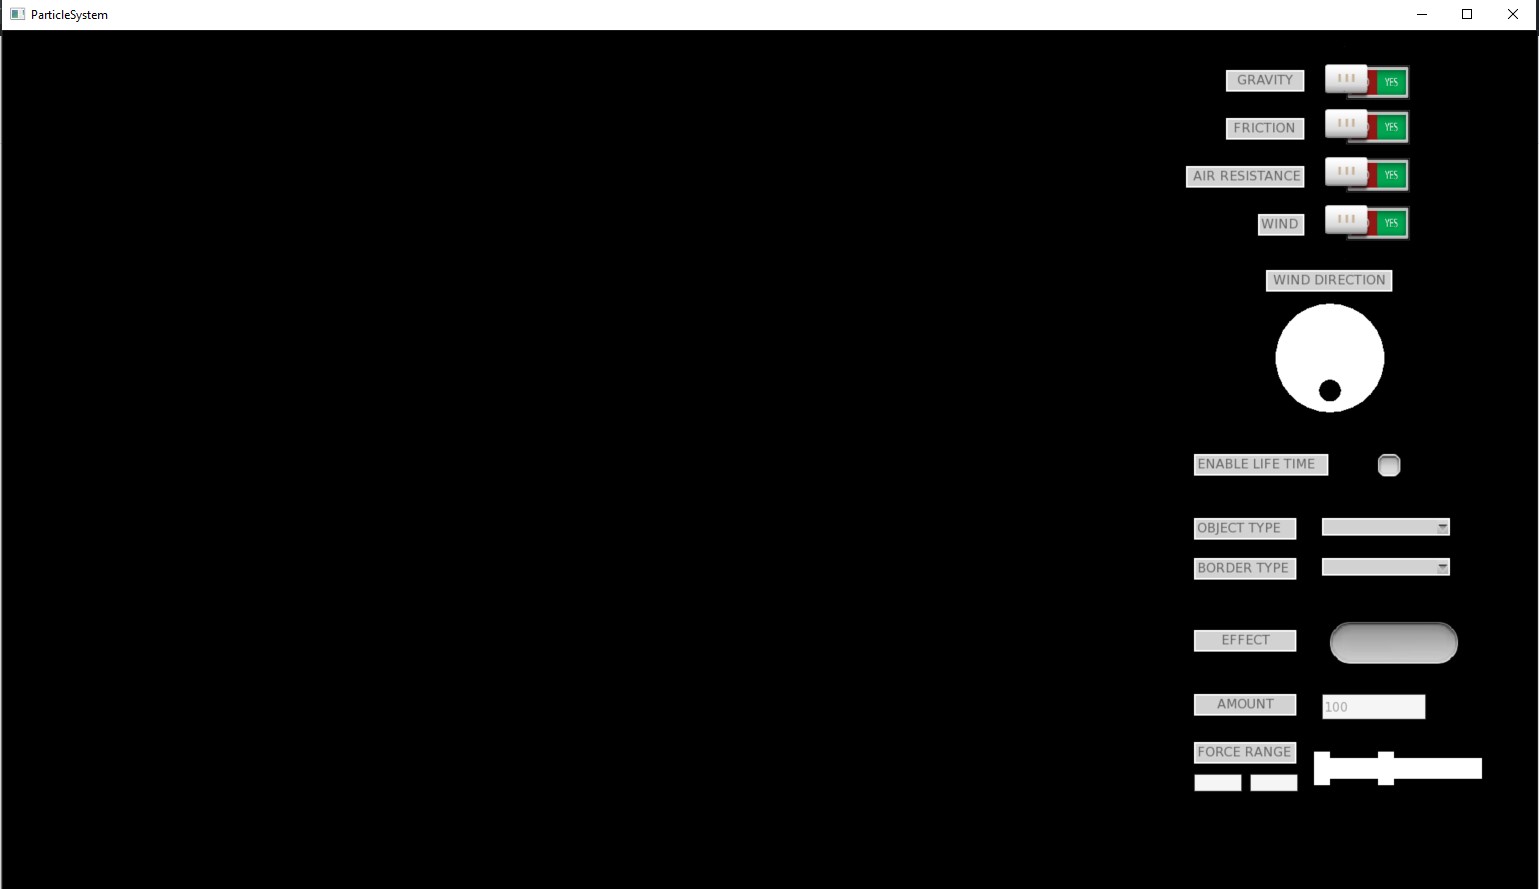 ParticleSystem
GRAVITY
YES
FRICTION
YES
AIR RESISTANCE
YES
WIND
YES
WIND DIRECTION
ENABLE LIFE TIME
OBJECT TYPE
BORDER TYPE
EFFECT
AMOUNT
100
FORCE RANGE